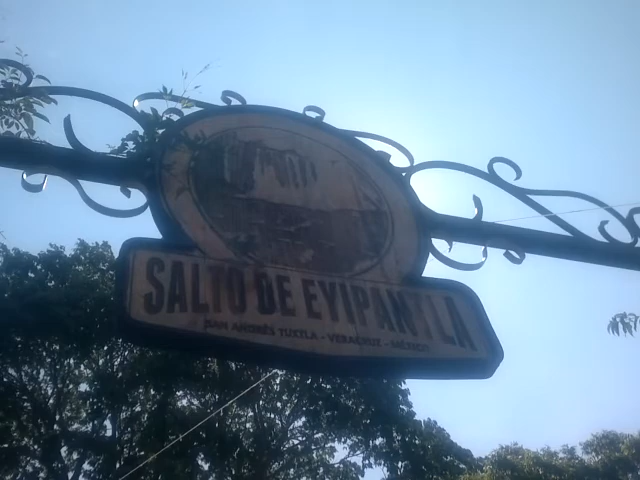 SALTO DE EYIPANTLA
SAN ANDRÉS TUXTLA - VERACRUZ - MÉXICO